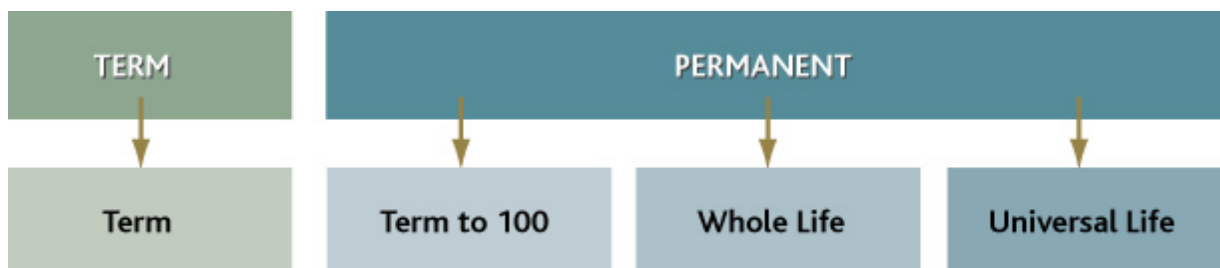 TERM
PERMANENT
Term
Term to 100
Whole Life
Universal Life